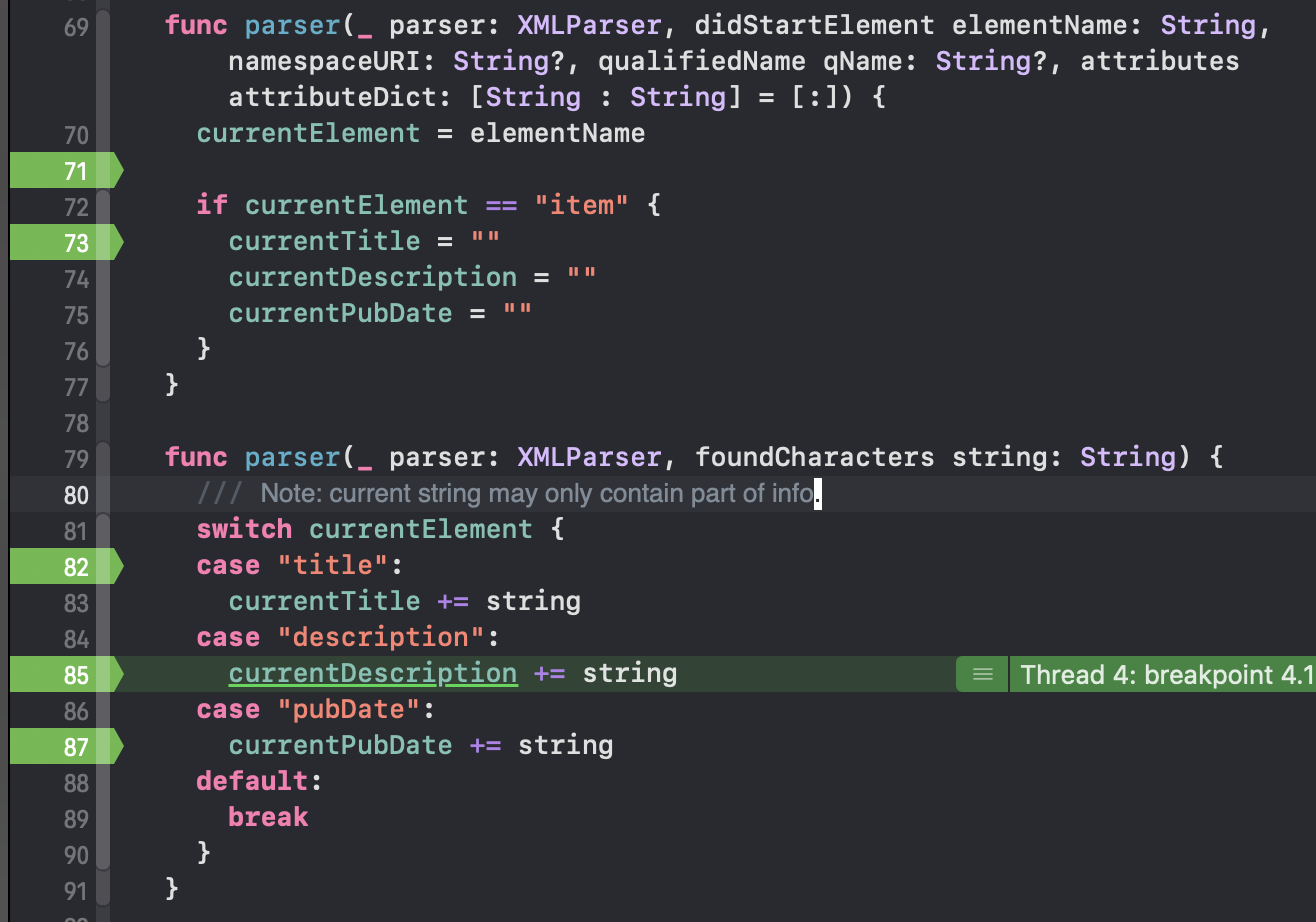 69 func parser(_ parser: XMLParser, didStartElement elementName: String,
namespaceURI: String?, qualifiedName qName: String?, attributes
attributeDict: [String : String] = [:]) {
70 currentElement = elementName
71
72 if currentElement == "item" {
73 currentTitle = ""
74 currentDescription = ""
75 currentPubDate = ""
76 }
77 }
78
79 func parser(_ parser: XMLParser, foundCharacters string: String) {
80 /// Note: current string may only contain part of info.
81 switch currentElement {
82 case "title":
83 currentTitle += string
84 case "description":
85 currentDescription += string Thread 4: breakpoint 4.1
86 case "pubDate":
87 currentPubDate += string
88 default:
89 break
90 }
91 }